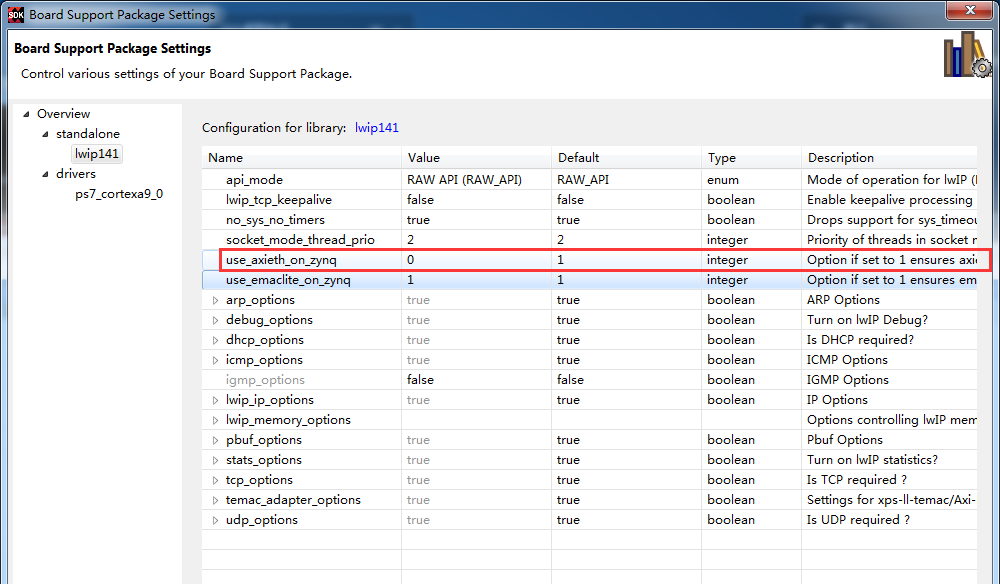 SDK Board Support Package Settings
Board Support Package Settings
Control various settings of your Board Support Package.
Overview
standalone
lwip141
drivers
ps7_cortexa9_0
Configuration for library: lwip141
Name Value Default Type Description
api_mode RAW API (RAW_API) RAW_API enum Mode of operation for lwIP (
lwip_tcp_keepalive false false boolean Enable keepalive processing
no_sys_no_timers true true boolean Drops support for sys_timeou
socket_mode_thread_prio 2 2 integer Priority of threads in socket
use_axieth_on_zynq 0 1 integer Option if set to 1 ensures axi
use_emaclite_on_zynq 1 1 integer Option if set to 1 ensures em
arp_options true true boolean ARP Options
debug_options true true boolean Turn on lwIP Debug?
dhcp_options true true boolean Is DHCP required?
icmp_options true true boolean ICMP Options
igmp_options false false boolean IGMP Options
lwip_ip_options true true boolean IP Options
lwip_memory_options Options controlling lwIP mem
pbuf_options true true boolean Pbuf Options
stats_options true true boolean Turn on lwIP statistics?
tcp_options true true boolean Is TCP required ?
temac_adapter_options true true boolean Settings for xps-ll-temac/Axi-
udp_options true true boolean Is UDP required ?